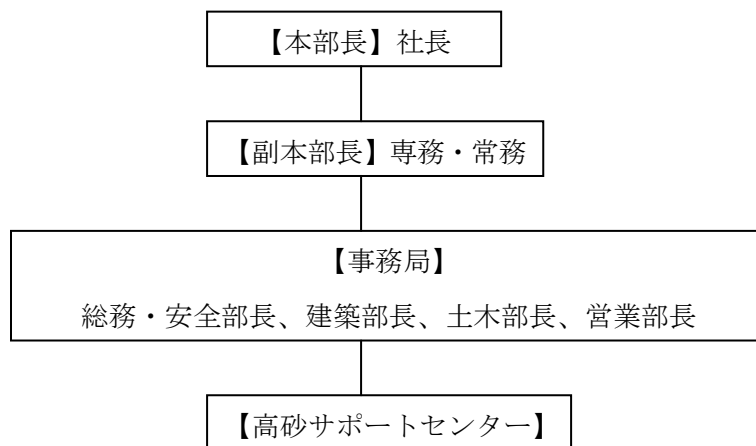 【本部長】社長
【副本部長】専務・常務
【事務局】
総務・安全部長、建築部長、土木部長、営業部長
【高砂サポートセンター】